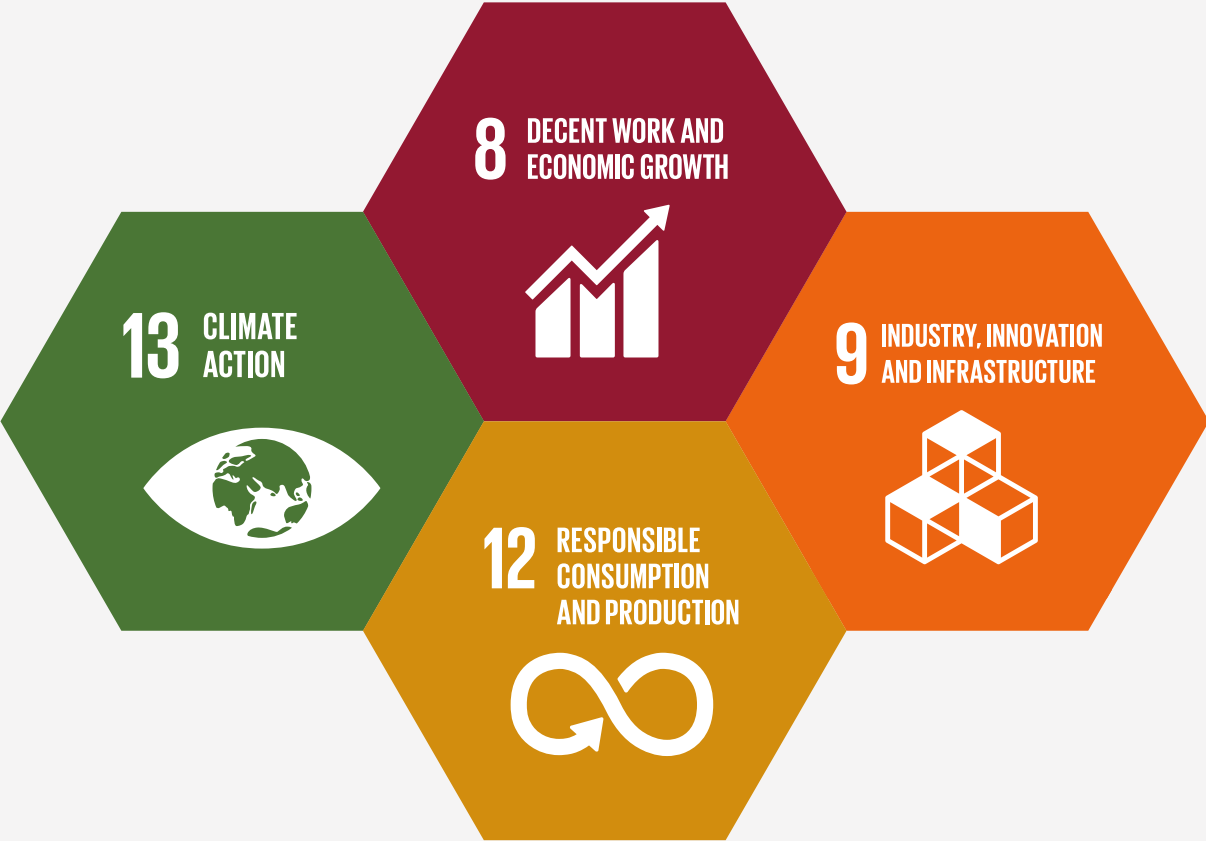 8 DECENT WORK AND
ECONOMIC GROWTH
13 CLIMATE
ACTION
9 INDUSTRY, INNOVATION
AND INFRASTRUCTURE
12 RESPONSIBLE
CONSUMPTION
AND PRODUCTION